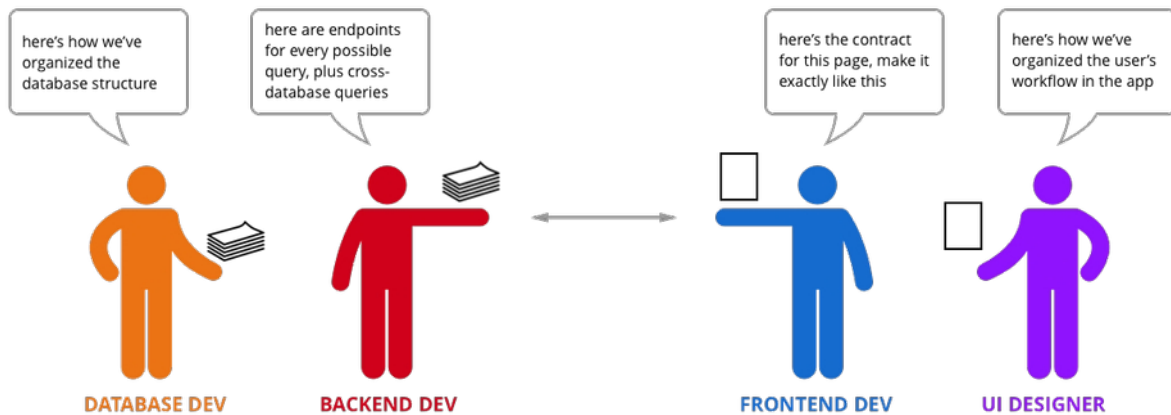 here's how we've
organized the
database structure
here are endpoints
for every possible
query, plus cross-
database queries
here's the contract
for this page, make it
exactly like this
here's how we've
organized the user's
workflow in the app
DATABASE DEV
BACKEND DEV
FRONTEND DEV
UI DESIGNER